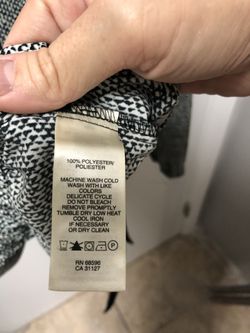 100% POLYESTER/
POLIESTER
MACHINE WASH COLD
WASH WITH LIKE
COLORS
DELICATE CYCLE
DO NOT BLEACH
REMOVE PROMPTLY
TUMBLE DRY LOW HEAT
COOL IRON
IF NECESSARY
OR DRY CLEAN
RN 68596
CA 31127